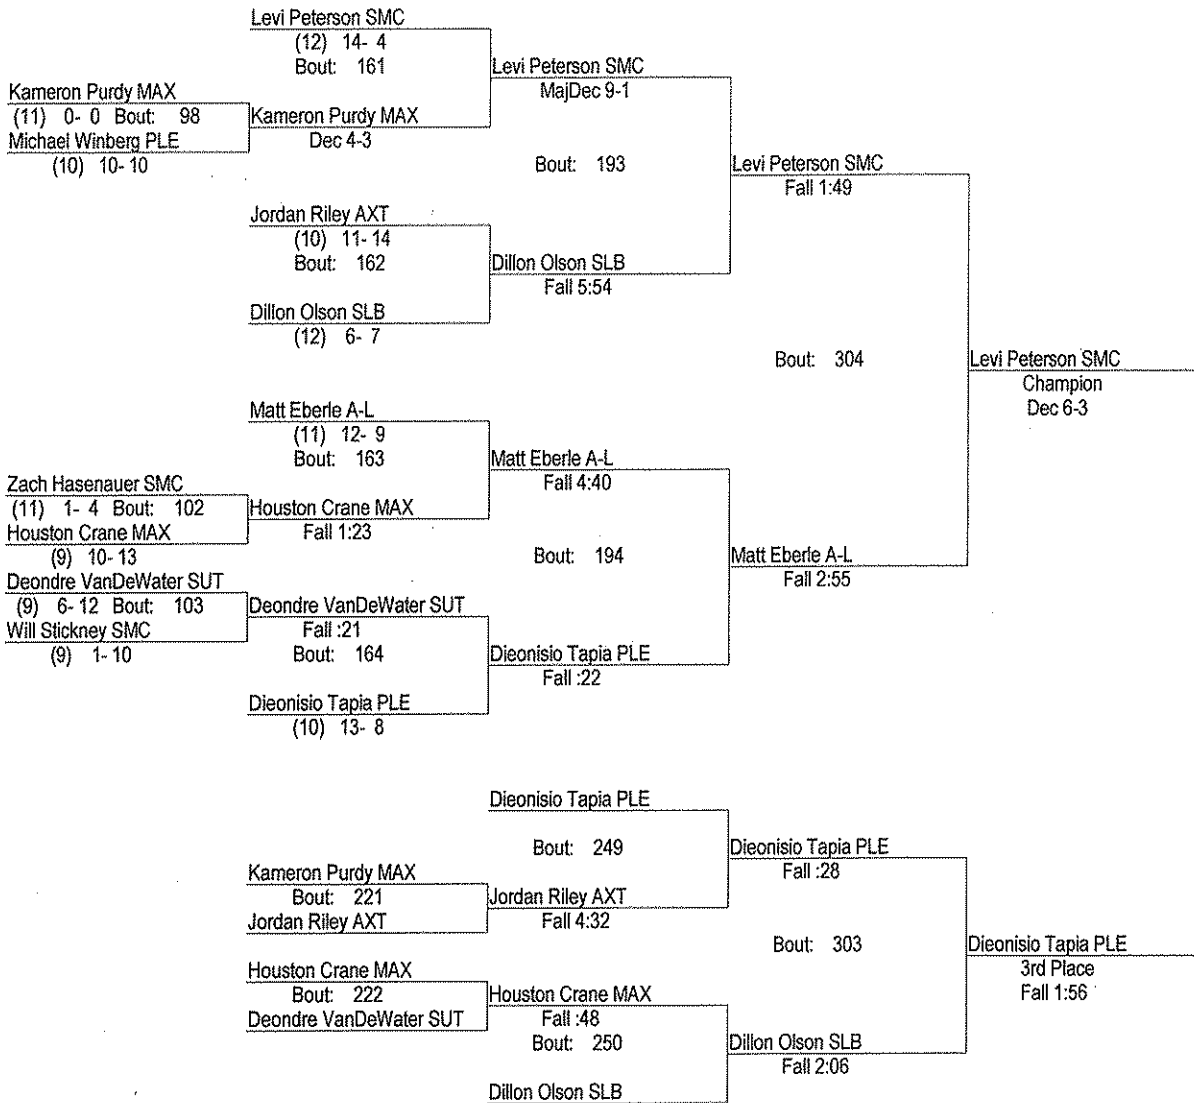 Levi Peterson SMC
(12) 14- 4
Bout: 161
Levi Peterson SMC
MajDec 9-1
Kameron Purdy MAX
(11) 0- 0 Bout: 98
Kameron Purdy MAX
Dec 4-3
Michael Winberg PLE
(10) 10- 10
Bout: 193
Levi Peterson SMC
Fall 1:49
Jordan Riley AXT
(10) 11- 14
Bout: 162
Dillon Olson SLB
Fall 5:54
Dillon Olson SLB
(12) 6- 7
Bout: 304
Levi Peterson SMC
Champion
Dec 6-3
Matt Eberle A-L
(11) 12- 9
Bout: 163
Matt Eberle A-L
Fall 4:40
Zach Hasenauer SMC
(11) 1- 4 Bout: 102
Houston Crane MAX
Fall 1:23
Houston Crane MAX
(9) 10- 13
Bout: 194
Matt Eberle A-L
Fall 2:55
Deondre VanDeWater SUT
(9) 6- 12 Bout: 103
Deondre VanDeWater SUT
Fall :21
Will Stickney SMC
(9) 1- 10
Bout: 164
Dieonisio Tapia PLE
Fall :22
Dieonisio Tapia PLE
(10) 13- 8
Dieonisio Tapia PLE
Bout: 249
Dieonisio Tapia PLE
Fall :28
Kameron Purdy MAX
Bout: 221
Jordan Riley AXT
Fall 4:32
Jordan Riley AXT
Bout: 303
Dieonisio Tapia PLE
3rd Place
Fall 1:56
Houston Crane MAX
Bout: 222
Houston Crane MAX
Fall :48
Deondre VanDeWater SUT
Bout: 250
Dillon Olson SLB
Fall 2:06
Dillon Olson SLB